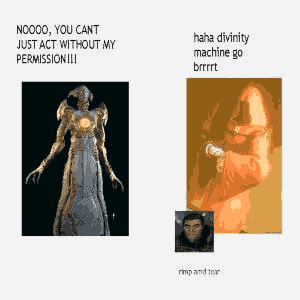 NOOOO, YOU CANT
JUST ACT WITHOUT MY
PERMISSION!!!
haha divinity
machine go
brrrrt
rimp amd tear